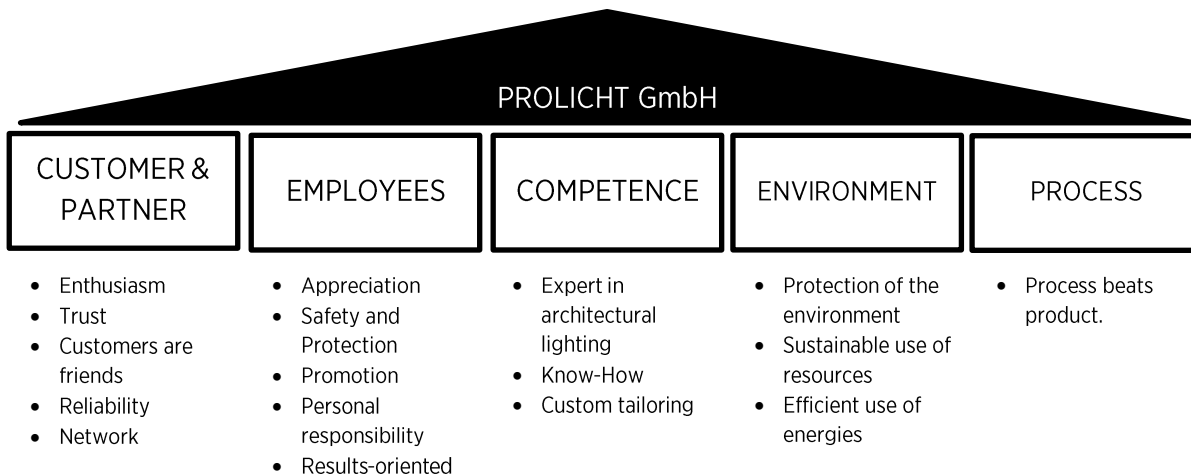 PROLICHT GmbH
CUSTOMER &
PARTNER
EMPLOYEES
COMPETENCE
ENVIRONMENT
PROCESS
• Enthusiasm
• Trust
• Customers are
friends
• Reliability
• Network
• Appreciation
• Safety and
Protection
• Promotion
• Personal
responsibility
• Results-oriented
• Expert in
architectural
lighting
• Know-How
• Custom tailoring
• Protection of the
environment
• Sustainable use of
resources
• Efficient use of
energies
• Process beats
product.